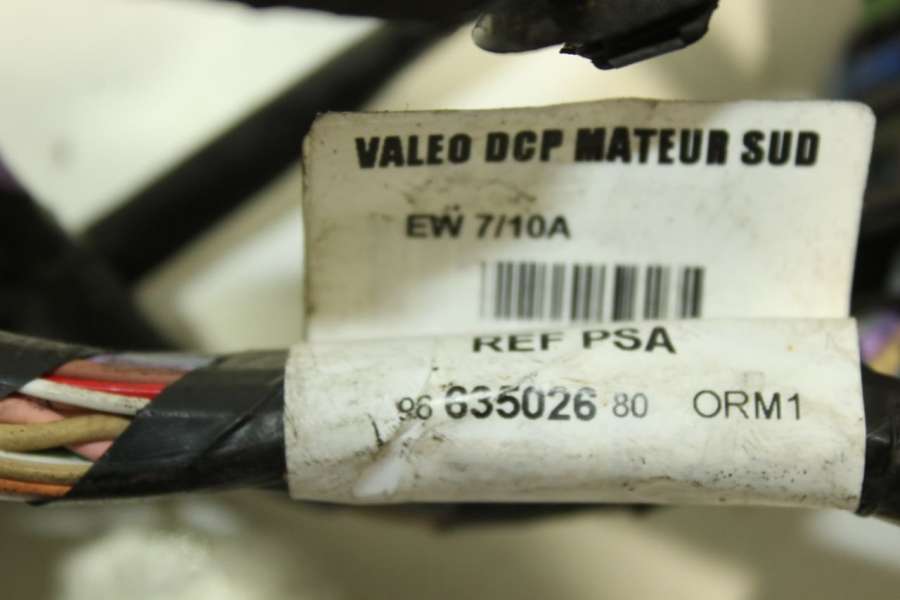 VALEO DCP MATEUR SUD
EW 7/10A
REF PSA
96 635026 80 ORM1